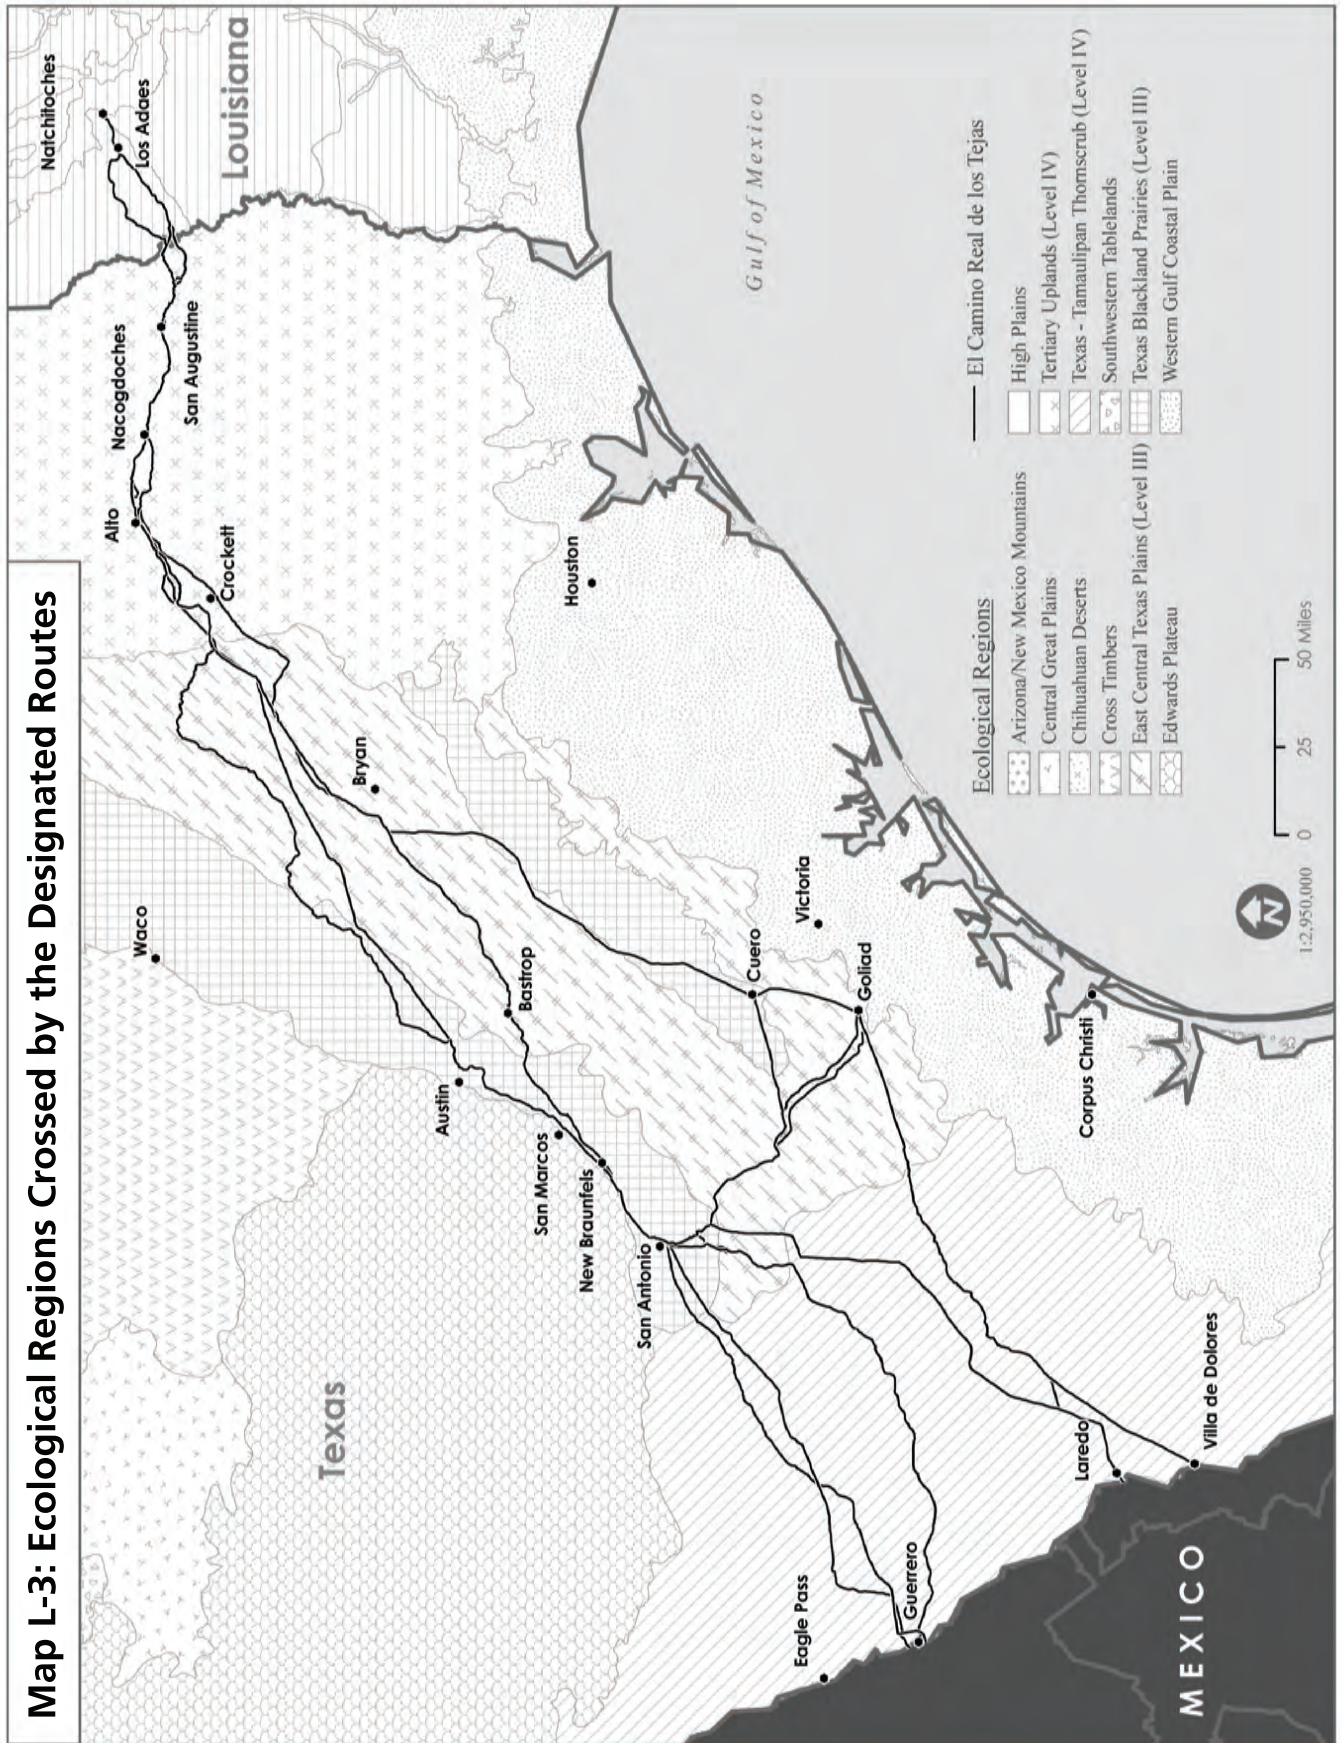 Map L-3: Ecological Regions Crossed by the Designated Routes
Natchitoches
Los Adaes
Louisiana
Nacogdoches
San Augustine
Alto
Crockett
Houston
Bryan
Waco
Bastrop
Victoria
Cuero
Goliad
Austin
San Marcos
New Braunfels
San Antonio
Corpus Christi
Texas
Laredo
Villa de Dolores
Eagle Pass
Guerrero
MEXICO
Gulf of Mexico
El Camino Real de los Tejas
Ecological Regions
Arizona/New Mexico Mountains
Central Great Plains
Chihuahuan Deserts
Cross Timbers
East Central Texas Plains (Level III)
Edwards Plateau
High Plains
Tertiary Uplands (Level IV)
Texas - Tamaulipan Thornscrub (Level IV)
Southwestern Tablelands
Texas Blackland Prairies (Level III)
Western Gulf Coastal Plain
N
1:2,950,000
0 25 50 Miles